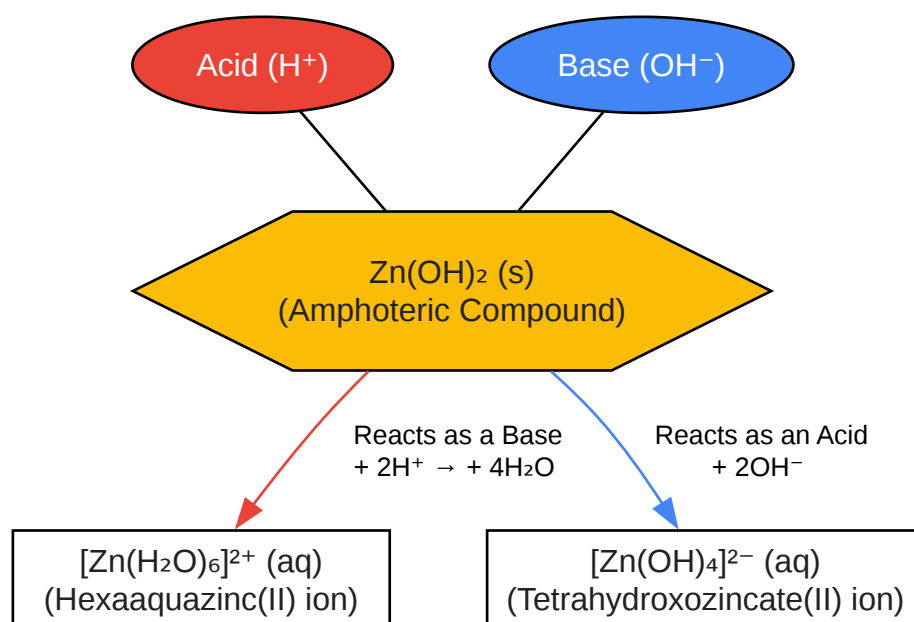 Acid (H⁺)
Base (OH⁻)
Zn(OH)₂ (s)
(Amphoteric Compound)
Reacts as a Base
+ 2H⁺ → + 4H₂O
Reacts as an Acid
+ 2OH⁻
[Zn(H₂O)₆]²⁺ (aq)
(Hexaaquazinc(II) ion)
[Zn(OH)₄]²⁻ (aq)
(Tetrahydroxozincate(II) ion)